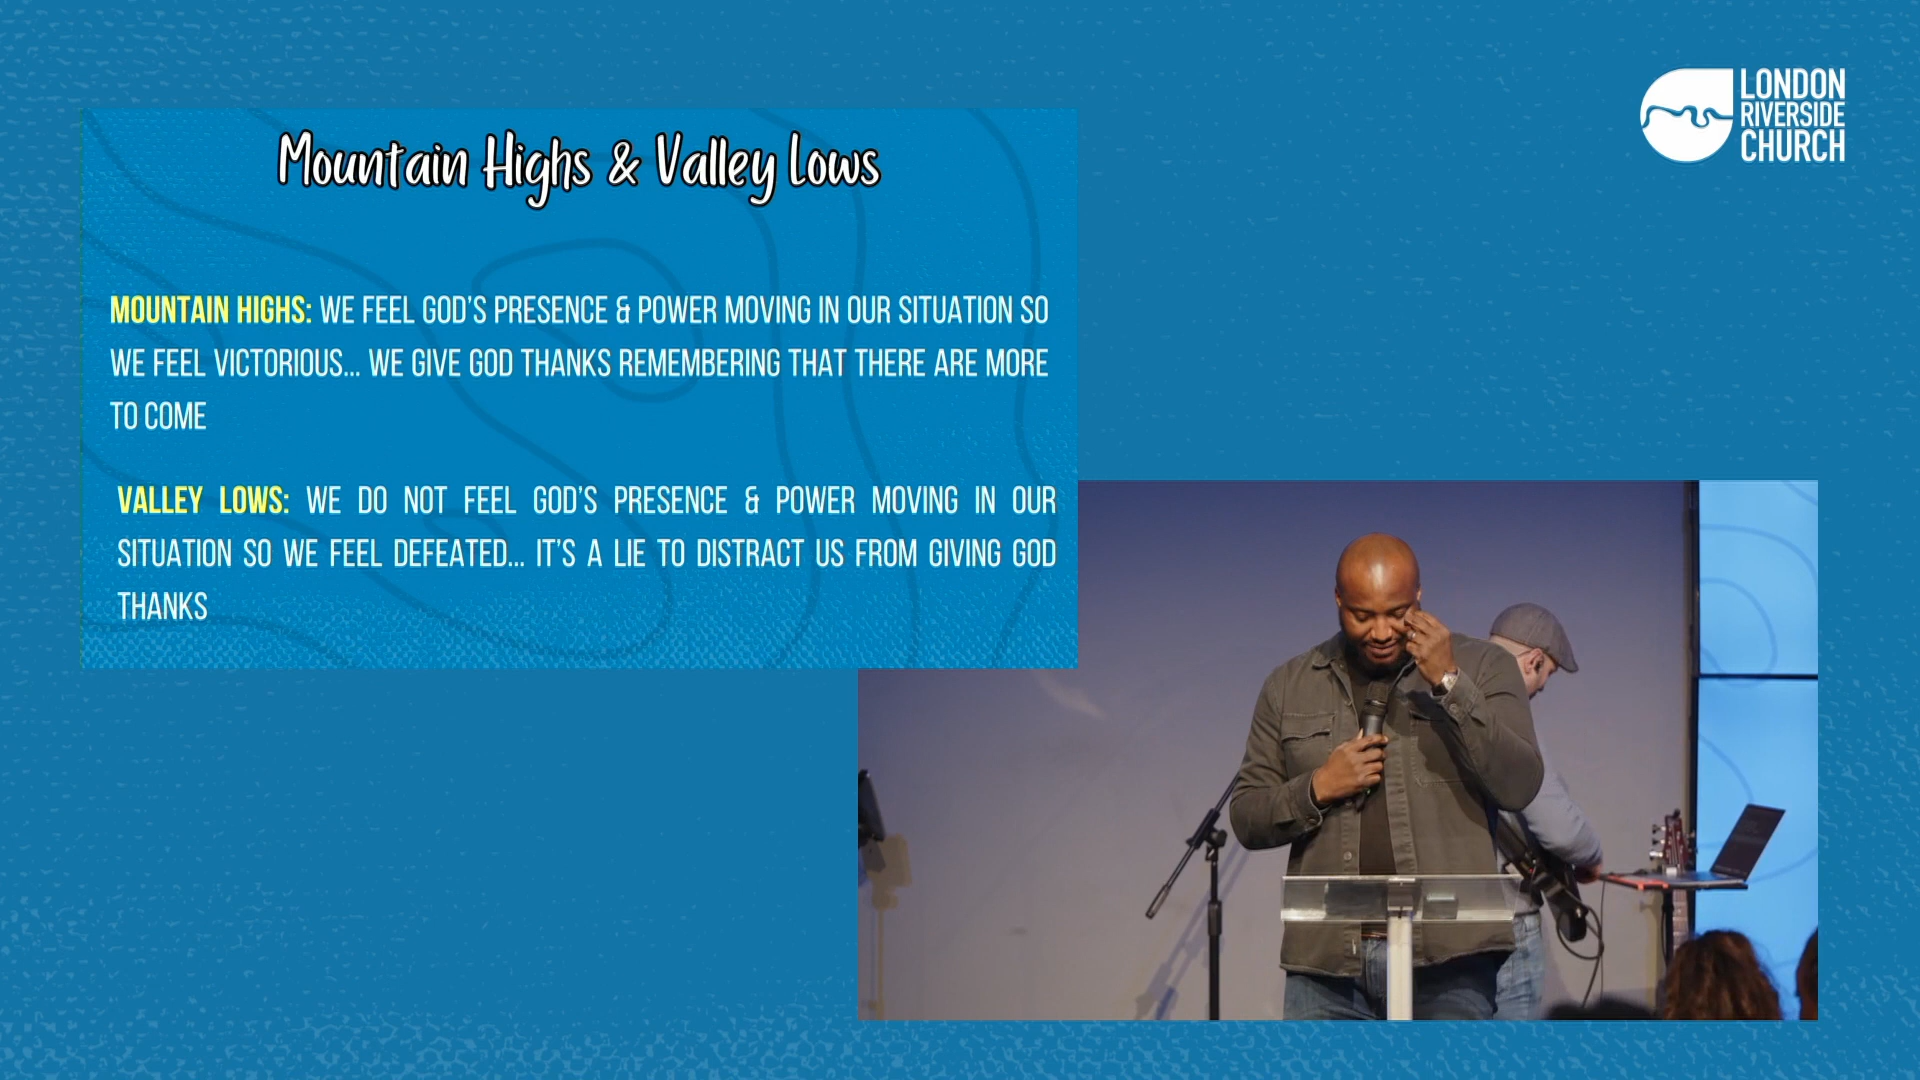 LONDON
RIVERSIDE
CHURCH
Mountain Highs & Valley Lows
MOUNTAIN HIGHS: WE FEEL GOD'S PRESENCE & POWER MOVING IN OUR SITUATION SO
WE FEEL VICTORIOUS... WE GIVE GOD THANKS REMEMBERING THAT THERE ARE MORE
TO COME
VALLEY LOWS: WE DO NOT FEEL GOD'S PRESENCE & POWER MOVING IN OUR
SITUATION SO WE FEEL DEFEATED... IT'S A LIE TO DISTRACT US FROM GIVING GOD
THANKS